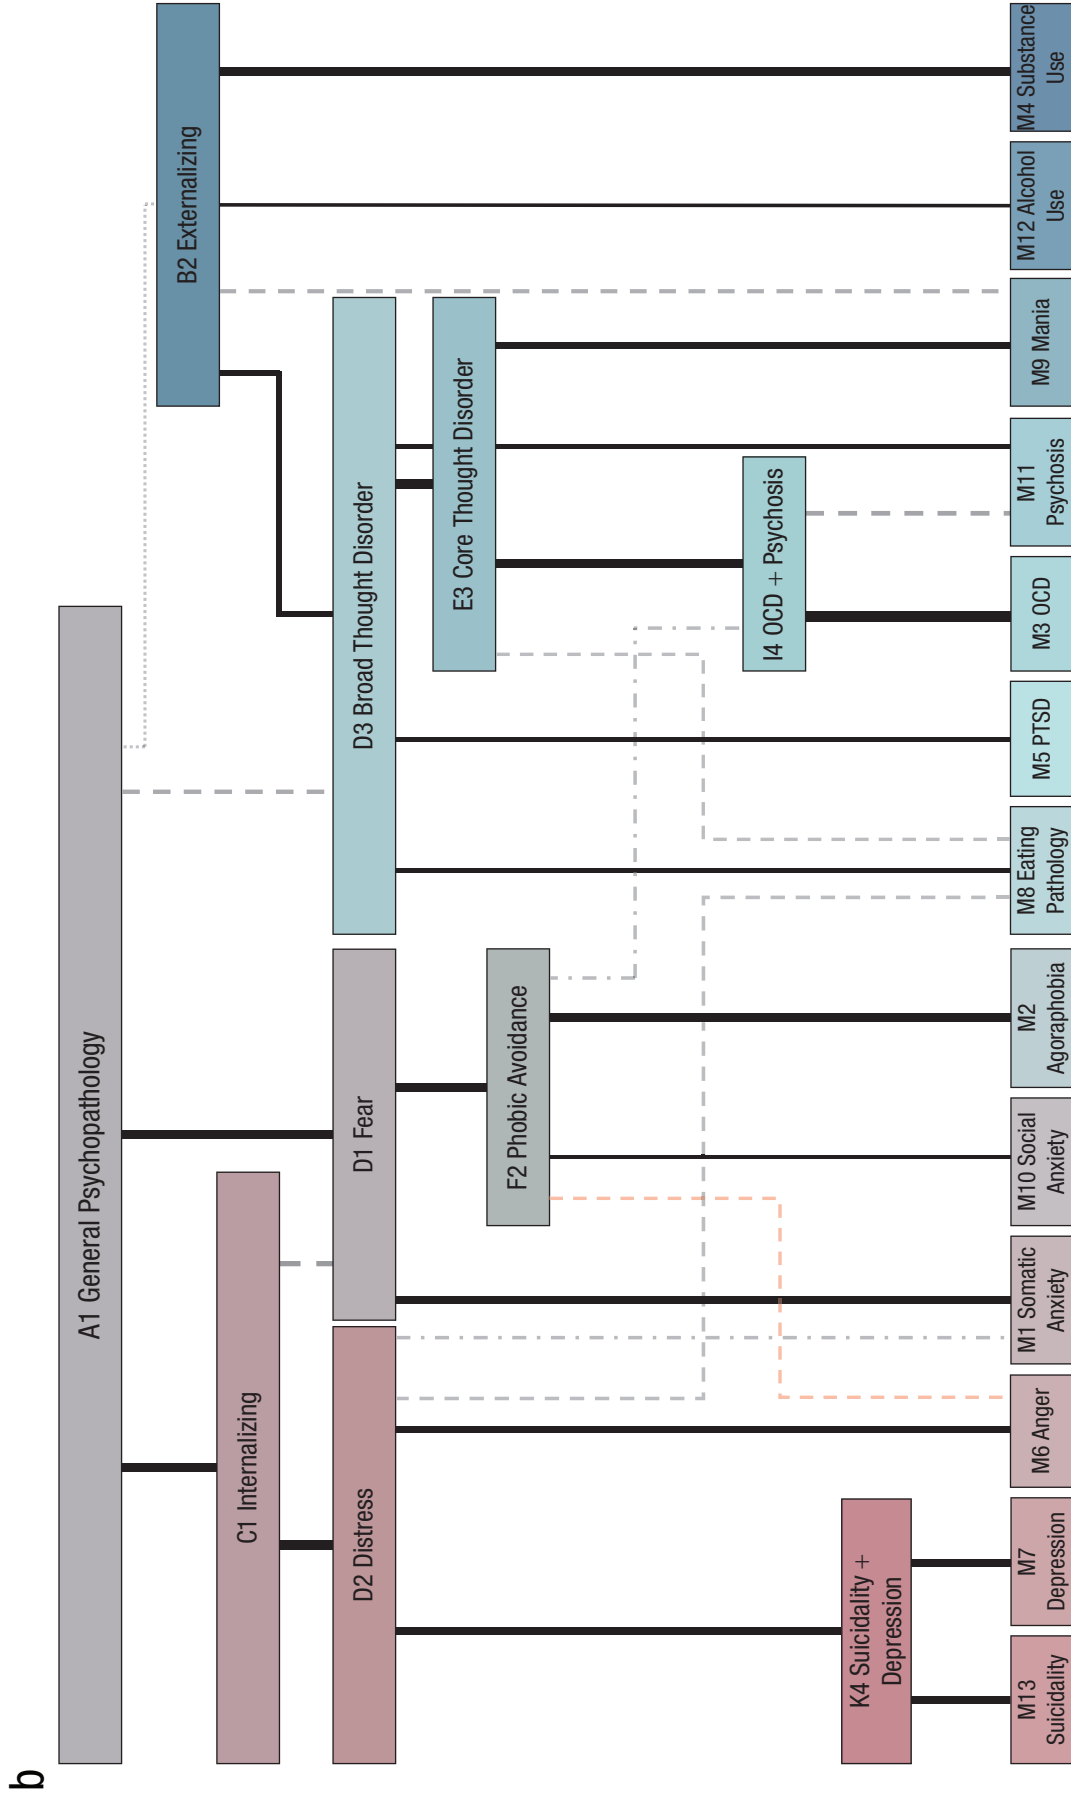 b
A1 General Psychopathology
B2 Externalizing
C1 Internalizing
D2 Distress
D1 Fear
D3 Broad Thought Disorder
E3 Core Thought Disorder
F2 Phobic Avoidance
I4 OCD + Psychosis
K4 Suicidality +
Depression
M13
Suicidality
M7
Depression
M6 Anger
M1 Somatic
Anxiety
M10 Social
Anxiety
M2
Agoraphobia
M8 Eating
Pathology
M5 PTSD
M3 OCD
M11
Psychosis
M9 Mania
M12 Alcohol
Use
M4 Substance
Use